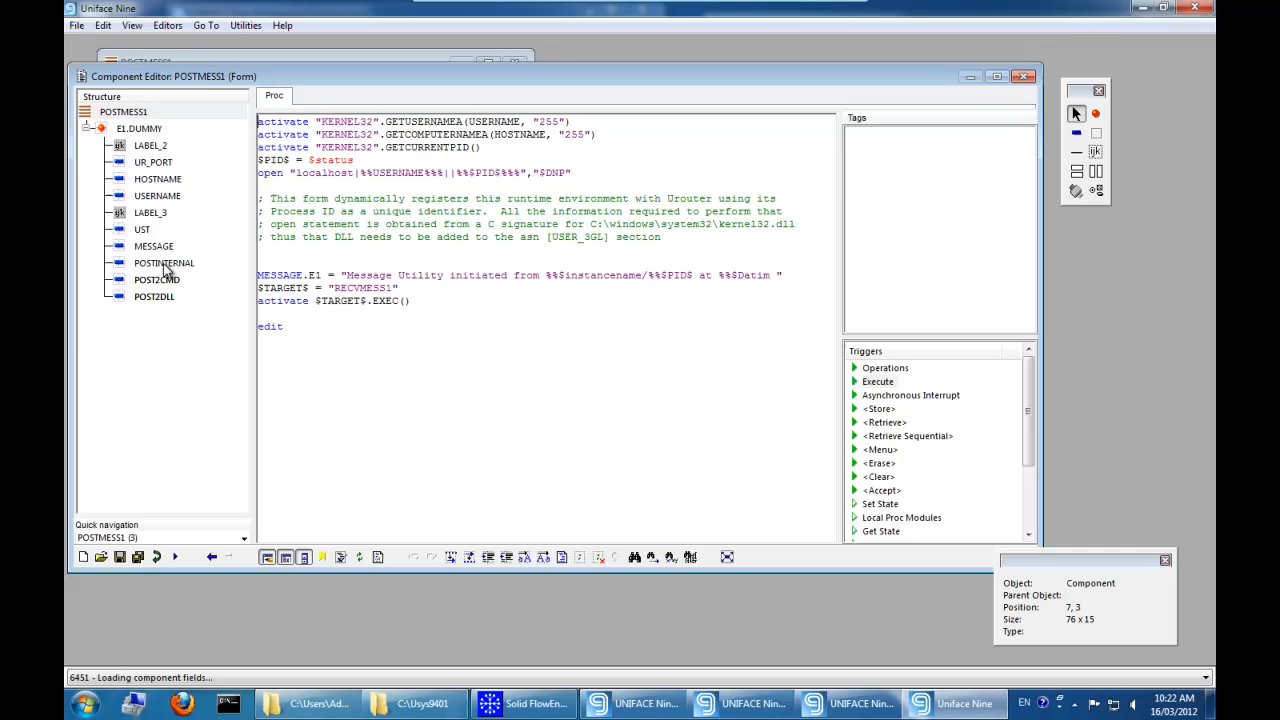 Uniface Nine
File Edit View Editors Go To Utilities Help
Component Editor: POSTMESS1 (Form)
Structure
POSTMESS1
E1.DUMMY
LABEL_2
UR_PORT
HOSTNAME
USERNAME
LABEL_3
UST
MESSAGE
POSTINTERNAL
POST2CMD
POST2DLL
Quick navigation
POSTMESS1 (3)
Proc
activate "KERNEL32".GETUSERNAMEA(USERNAME, "255")
activate "KERNEL32".GETCOMPUTERNAMEA(HOSTNAME, "255")
activate "KERNEL32".GETCURRENTPID()
$PID$ = $status
open "localhost|%%USERNAME%%%||%%$PID$%%%","$DNP"
; This form dynamically registers this runtime environment with Urouter using its
; Process ID as a unique identifier. All the information required to perform that
; open statement is obtained from a C signature for C:\windows\system32\kernel32.dll
; thus that DLL needs to be added to the asn [USER_3GL] section
MESSAGE.E1 = "Message Utility initiated from %%$instancename/%%$PID$ at %%$Datim "
$TARGET$ = "RECVMESS1"
activate $TARGET$.EXEC()
edit
Tags
Triggers
Operations
Execute
Asynchronous Interrupt
<Store>
<Retrieve>
<Retrieve Sequential>
<Menu>
<Erase>
<Clear>
<Accept>
Set State
Local Proc Modules
Get State
ijk
Object: Component
Parent Object:
Position: 7, 3
Size: 76 x 15
Type:
6451 - Loading component fields...
C:\Users\Ad...
C:\Usys9401
Solid FlowEn...
UNIFACE Nin...
UNIFACE Nin...
UNIFACE Nin...
Uniface Nine
EN
10:22 AM
16/03/2012